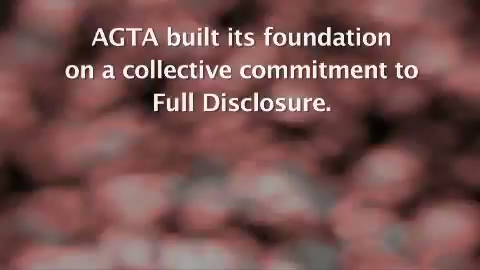 AGTA built its foundation
on a collective commitment to
Full Disclosure.